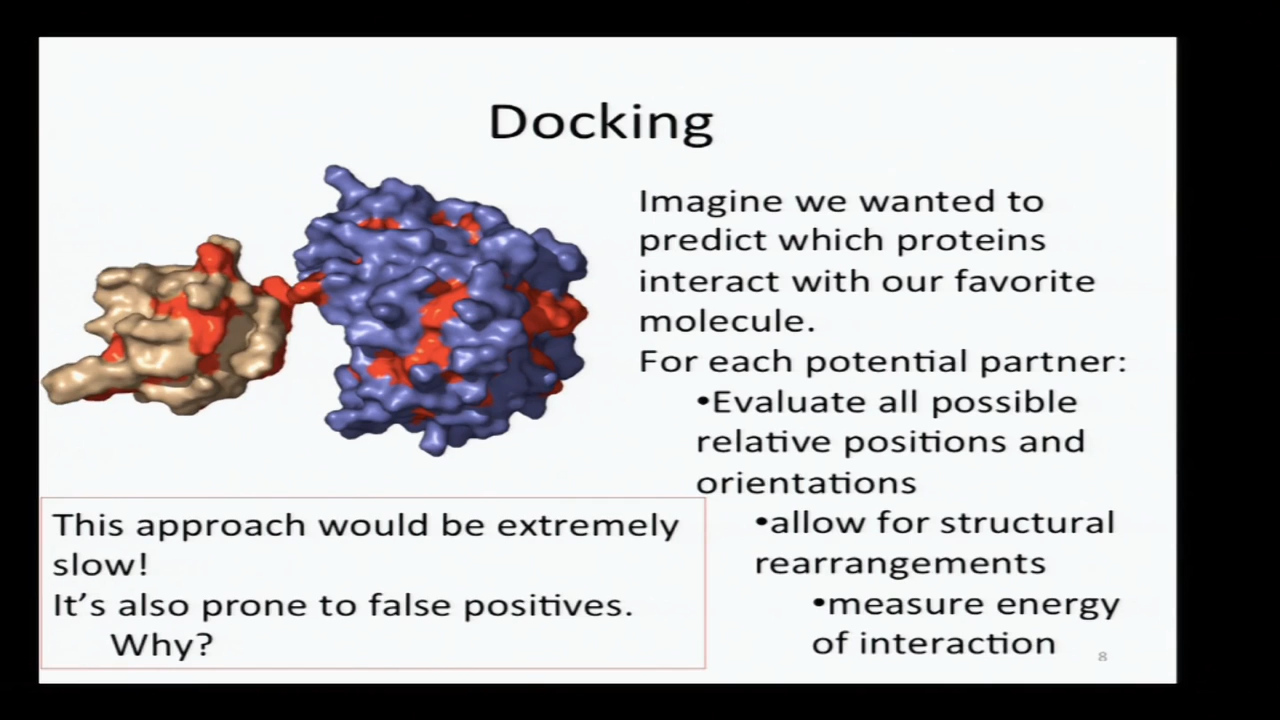 Docking
Imagine we wanted to
predict which proteins
interact with our favorite
molecule.
For each potential partner:
•Evaluate all possible
relative positions and
orientations
•allow for structural
rearrangements
•measure energy
of interaction
This approach would be extremely
slow!
It's also prone to false positives.
Why?
8